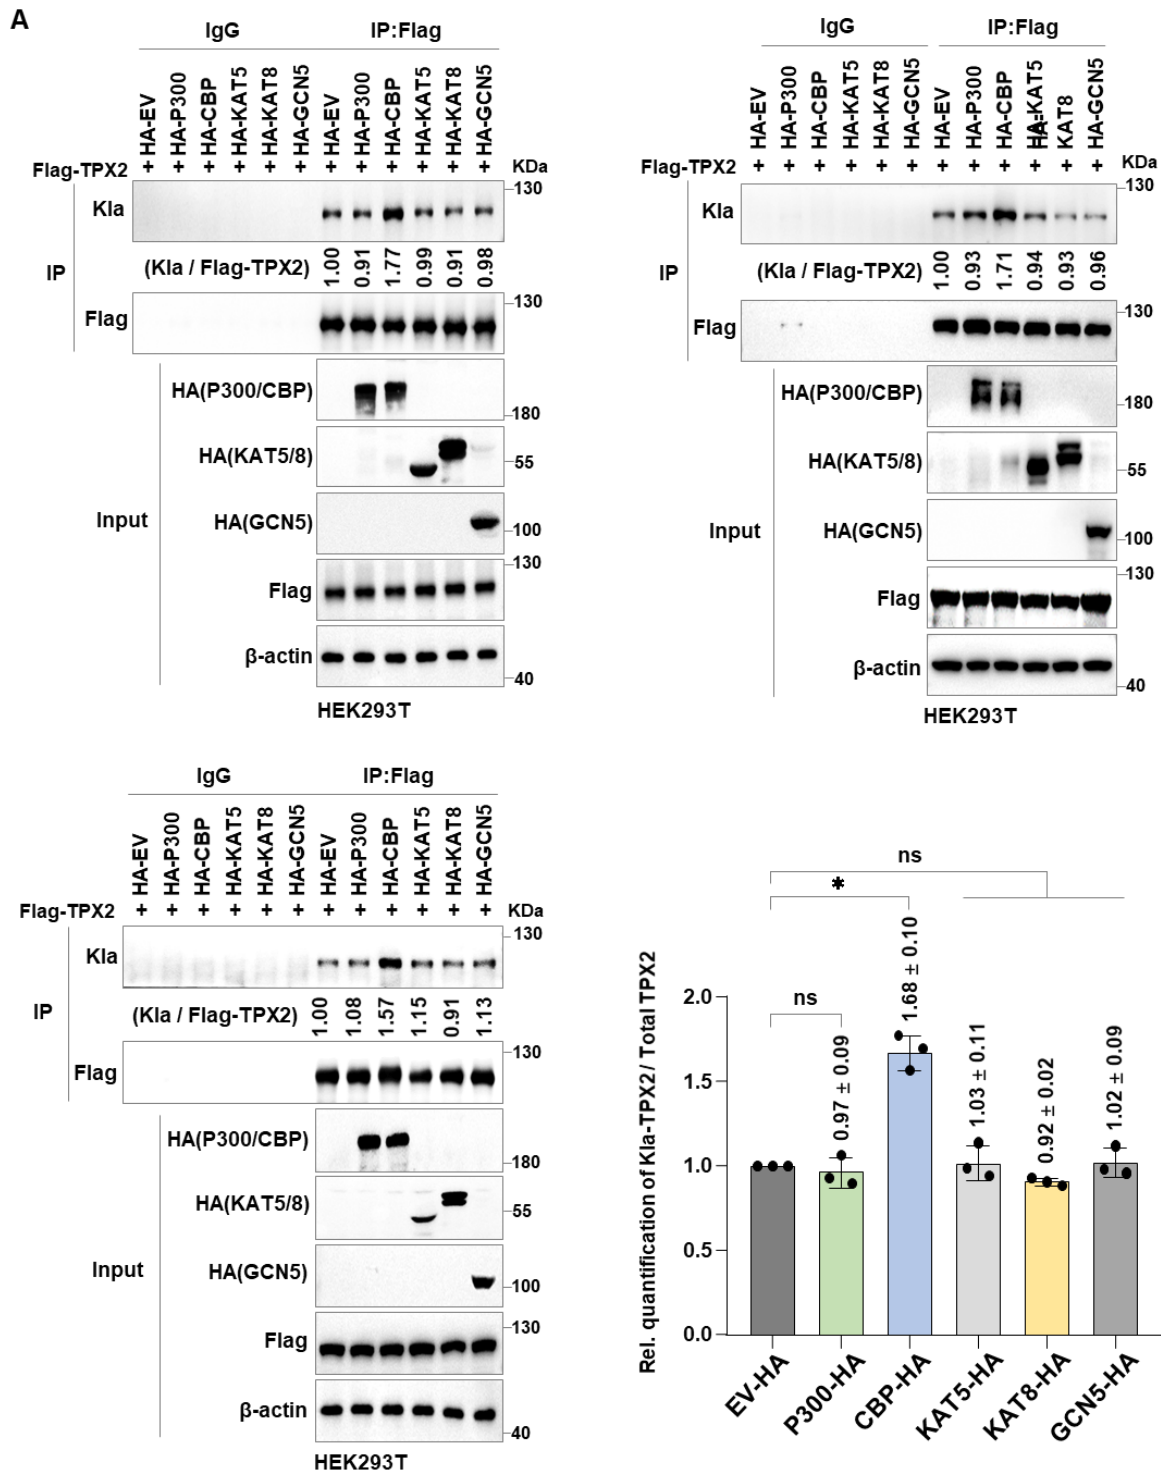 A
IgG IP:Flag
HA-EV HA-P300 HA-CBP HA-KAT5 HA-KAT8 HA-GCN5 HA-EV HA-P300 HA-CBP HA-KAT5 HA-KAT8 HA-GCN5
Flag-TPX2 + + + + + + + + + + + + KDa
Kla 130
IP (Kla / Flag-TPX2) 1.00 0.91 1.77 0.99 0.91 0.98
Flag 130
HA(P300/CBP) 180
HA(KAT5/8) 55
Input HA(GCN5) 100
Flag 130
β-actin 40
HEK293T
IgG IP:Flag
HA-EV HA-P300 HA-CBP HA-KAT5 HA-KAT8 HA-GCN5 HA-EV HA-P300 HA-CBP HA-KAT5 HA- KAT8 HA-GCN5
Flag-TPX2 + + + + + + + + + + + + KDa
Kla 130
IP (Kla / Flag-TPX2) 1.00 0.93 1.71 0.94 0.93 0.96
Flag 130
HA(P300/CBP) 180
HA(KAT5/8) 55
Input HA(GCN5) 100
Flag 130
β-actin 40
HEK293T
IgG IP:Flag
HA-EV HA-P300 HA-CBP HA-KAT5 HA-KAT8 HA-GCN5 HA-EV HA-P300 HA-CBP HA-KAT5 HA-KAT8 HA-GCN5
Flag-TPX2 + + + + + + + + + + + + KDa
Kla 130
IP (Kla / Flag-TPX2) 1.00 1.08 1.57 1.15 0.91 1.13
Flag 130
HA(P300/CBP) 180
HA(KAT5/8) 55
Input HA(GCN5) 100
Flag 130
β-actin 40
HEK293T
ns
*
ns
0.97 ± 0.09 1.68 ± 0.10 1.03 ± 0.11 0.92 ± 0.02 1.02 ± 0.09
Rel. quantification of Kla-TPX2 / Total TPX2
2.0
1.5
1.0
0.5
0.0
EV-HA P300-HA CBP-HA KAT5-HA KAT8-HA GCN5-HA